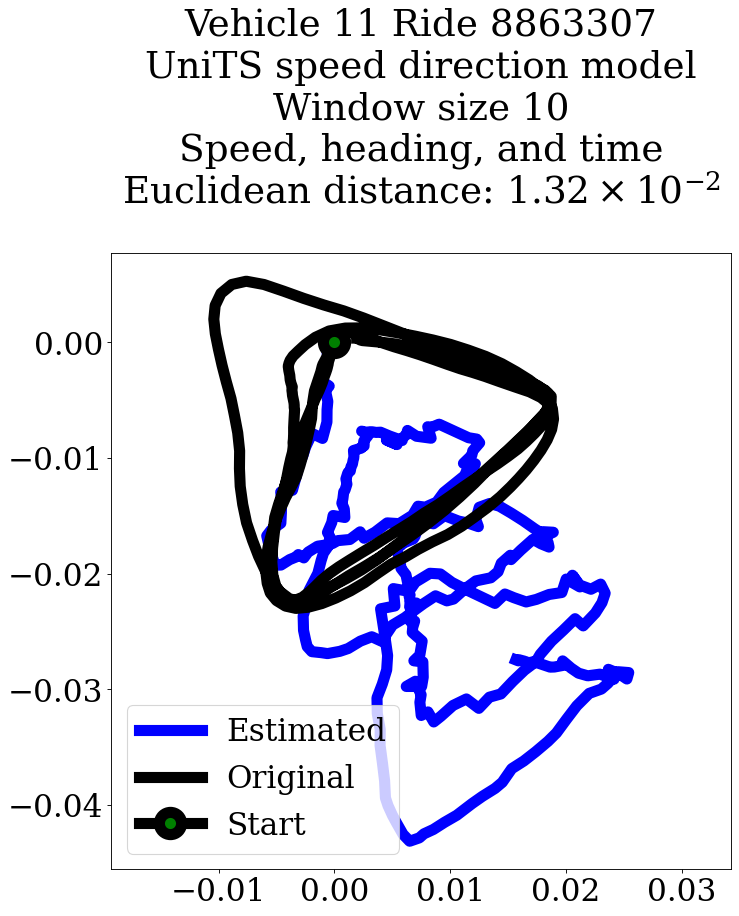 Vehicle 11 Ride 8863307
UniTS speed direction model
Window size 10
Speed, heading, and time
Euclidean distance: 1.32 × 10⁻²
0.00
−0.01
−0.02
−0.03
−0.04
Estimated
Original
Start
−0.01 0.00 0.01 0.02 0.03